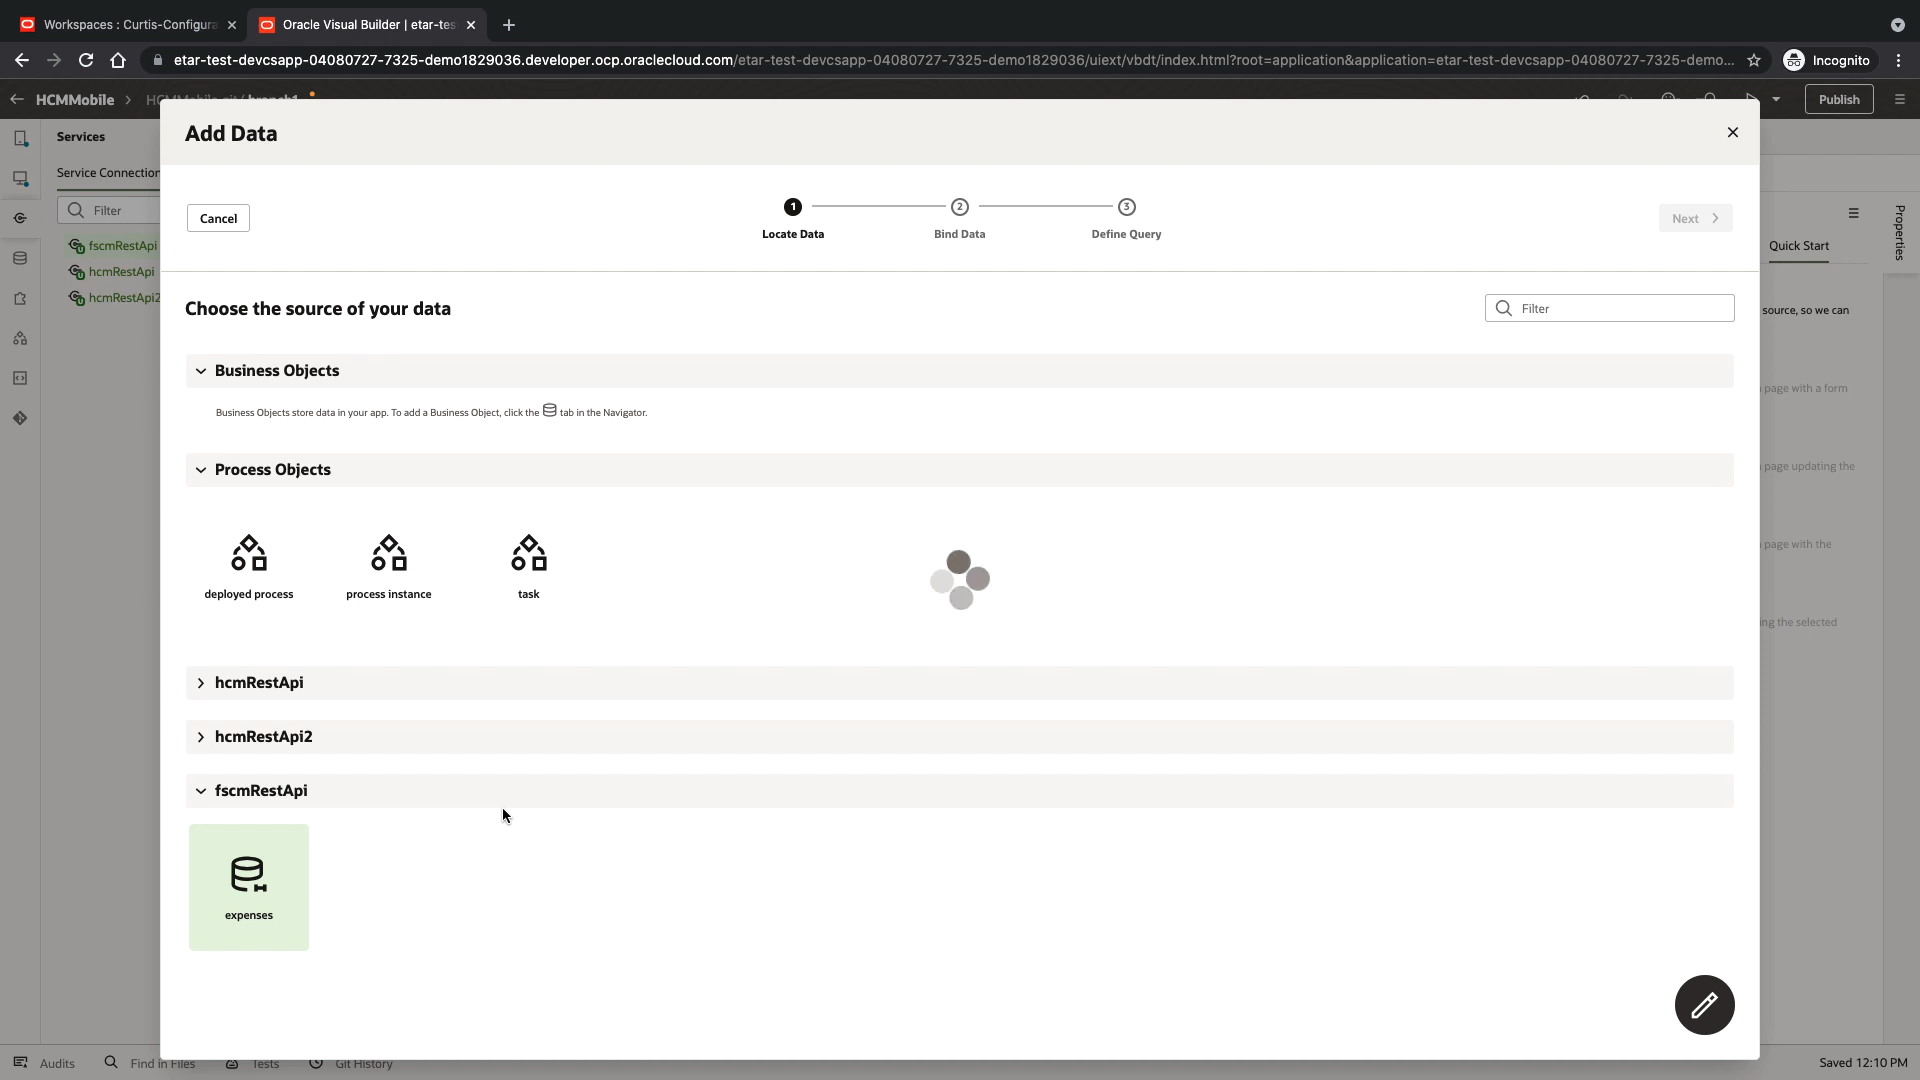 Workspaces : Curtis-Configura
Oracle Visual Builder | etar-tes
etar-test-devcsapp-04080727-7325-demo1829036.developer.ocp.oraclecloud.com/etar-test-devcsapp-04080727-7325-demo1829036/uiext/vbdt/index.html?root=application&application=etar-test-devcsapp-04080727-7325-demo...
Incognito
HCMMobile
HCMMobile.git/ branch1
Publish
Services
Service Connection
Filter
fscmRestApi
hcmRestApi
hcmRestApi2
Add Data
Cancel
1
2
3
Locate Data
Bind Data
Define Query
Next
Choose the source of your data
Filter
Business Objects
Business Objects store data in your app. To add a Business Object, click the tab in the Navigator.
Process Objects
deployed process
process instance
task
hcmRestApi
hcmRestApi2
fscmRestApi
expenses
Properties
Quick Start
source, so we can
page with a form
page updating the
page with the
ing the selected
Audits
Find in Files
Tests
Git History
Saved 12:10 PM